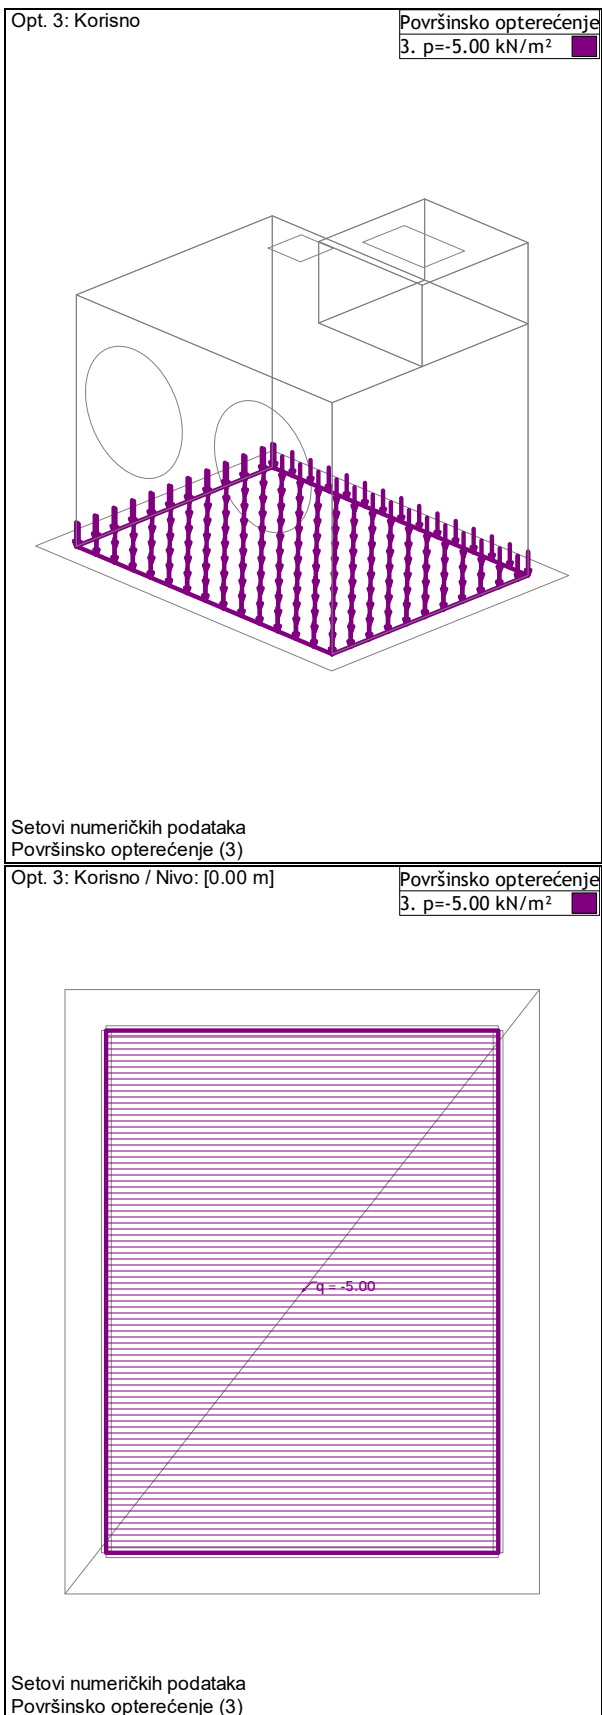 Opt. 3: Korisno
Površinsko opterećenje
3. p=-5.00 kN/m²
Setovi numeričkih podataka
Površinsko opterećenje (3)
Opt. 3: Korisno / Nivo: [0.00 m]
Površinsko opterećenje
3. p=-5.00 kN/m²
q = -5.00
Setovi numeričkih podataka
Površinsko opterećenje (3)